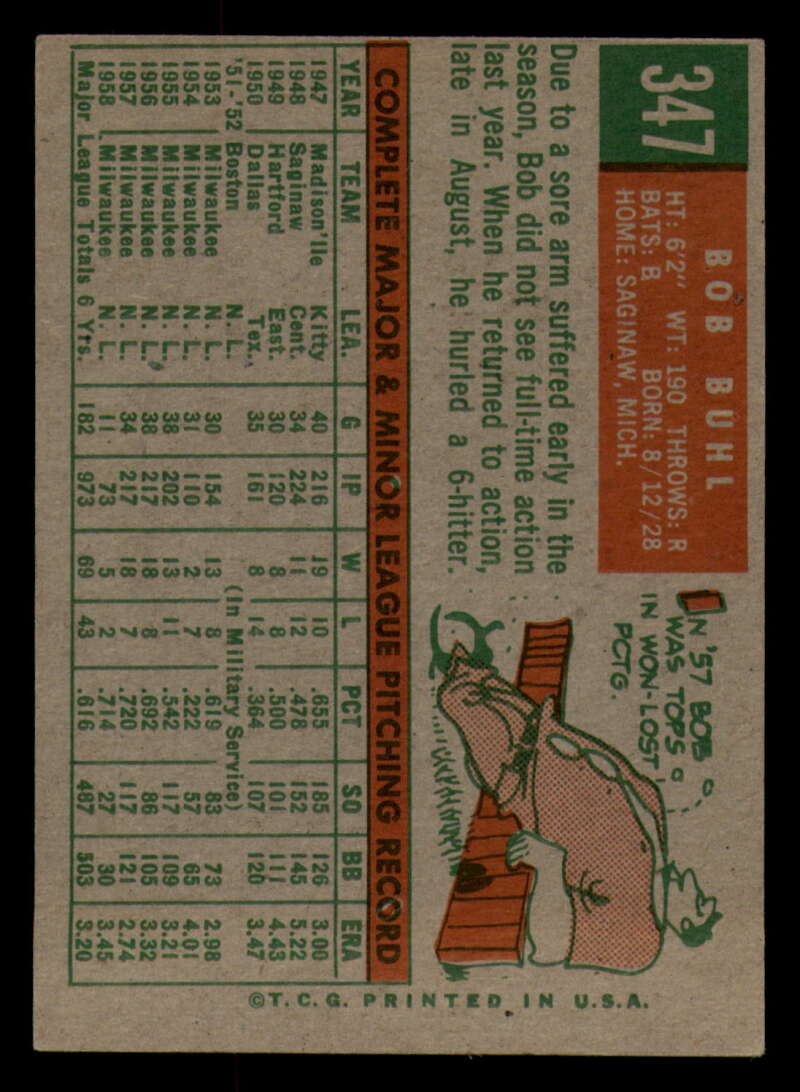 347
BOB BUHL
HT: 6'2" WT: 190 THROWS: R
BATS: B BORN: 8/12/28
HOME: SAGINAW, MICH.
Due to a sore arm suffered early in the
season, Bob did not see full-time action
last year. When he returned to action,
late in August, he hurled a 6-hitter.
IN '57 BOB
WAS TOPS
IN WON-LOST
PCTG.
COMPLETE MAJOR & MINOR LEAGUE PITCHING RECORD
YEAR TEAM LEA. G IP W L PCT SO BB ERA
1947 Madison'lle Kitty 40 216 19 10 .655 185 126 3.00
1948 Saginaw Cent. 34 224 11 12 .478 152 145 5.22
1949 Hartford East. 30 120 8 8 .500 101 111 4.43
1950 Dallas Tex. 35 161 8 14 .364 107 120 3.47
'51-'52 Boston N. L. (In Military Service)
1953 Milwaukee N. L. 30 154 13 8 .619 83 73 2.98
1954 Milwaukee N. L. 31 110 2 7 .222 57 65 4.01
1955 Milwaukee N. L. 38 202 13 11 .542 117 109 3.21
1956 Milwaukee N. L. 38 217 18 8 .692 86 105 3.32
1957 Milwaukee N. L. 34 217 18 7 .720 117 121 2.74
1958 Milwaukee N. L. 11 73 5 2 .714 27 30 3.45
Major League Totals 6 Yrs. 182 973 69 43 .616 487 503 3.20
©T.C.G. PRINTED IN U.S.A.